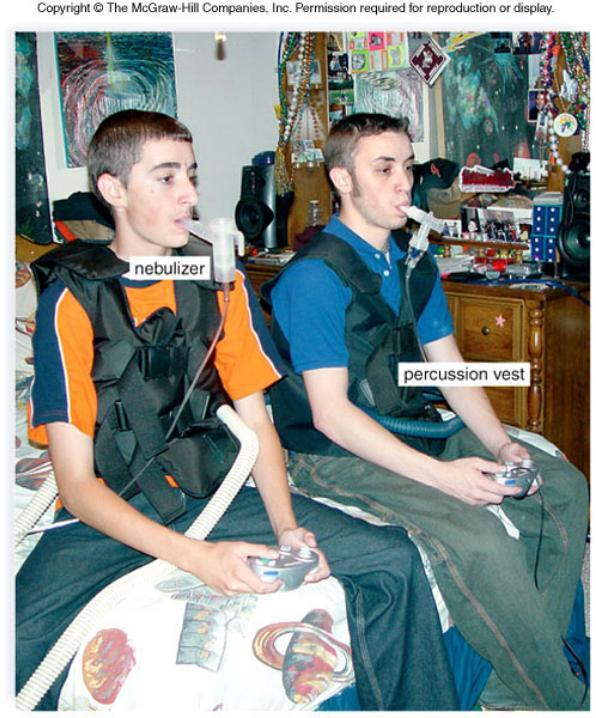 Copyright © The McGraw-Hill Companies, Inc. Permission required for reproduction or display.
nebulizer
percussion vest